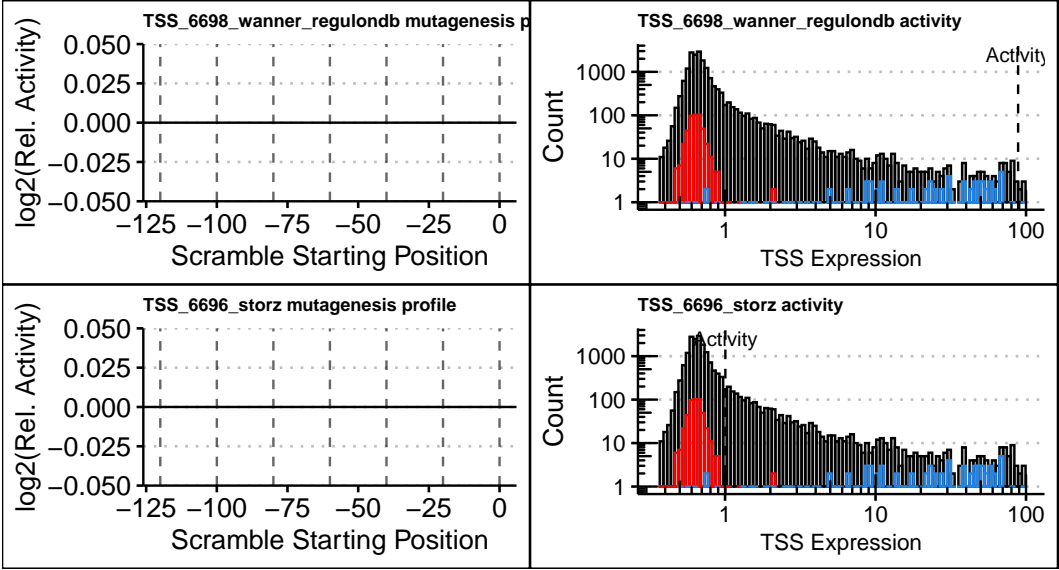 TSS_6698_wanner_regulondb mutagenesis p
log2(Rel. Activity)
0.050
0.025
0.000
−0.025
−0.050
−125 −100 −75 −50 −25 0
Scramble Starting Position
TSS_6698_wanner_regulondb activity
Activity
Count
1000
100
10
1
1 10 100
TSS Expression
TSS_6696_storz mutagenesis profile
log2(Rel. Activity)
0.050
0.025
0.000
−0.025
−0.050
−125 −100 −75 −50 −25 0
Scramble Starting Position
TSS_6696_storz activity
Activity
Count
1000
100
10
1
1 10 100
TSS Expression